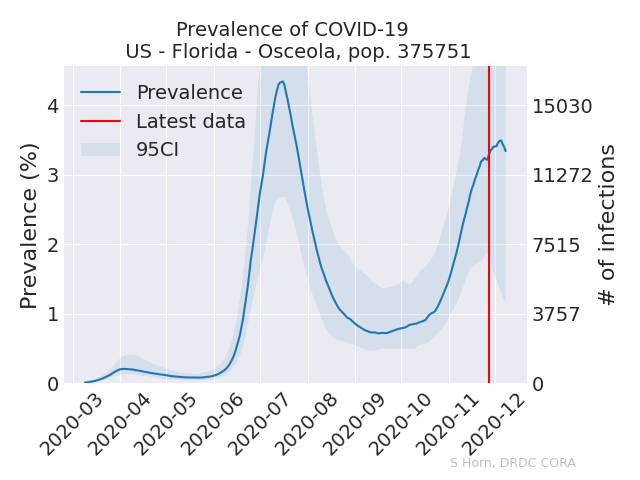 Prevalence of COVID-19
US - Florida - Osceola, pop. 375751
Prevalence
Latest data
95CI
Prevalence (%)
4
3
2
1
0
15030
11272
7515
3757
0
# of infections
2020-03
2020-04
2020-05
2020-06
2020-07
2020-08
2020-09
2020-10
2020-11
2020-12
S Horn, DRDC CORA